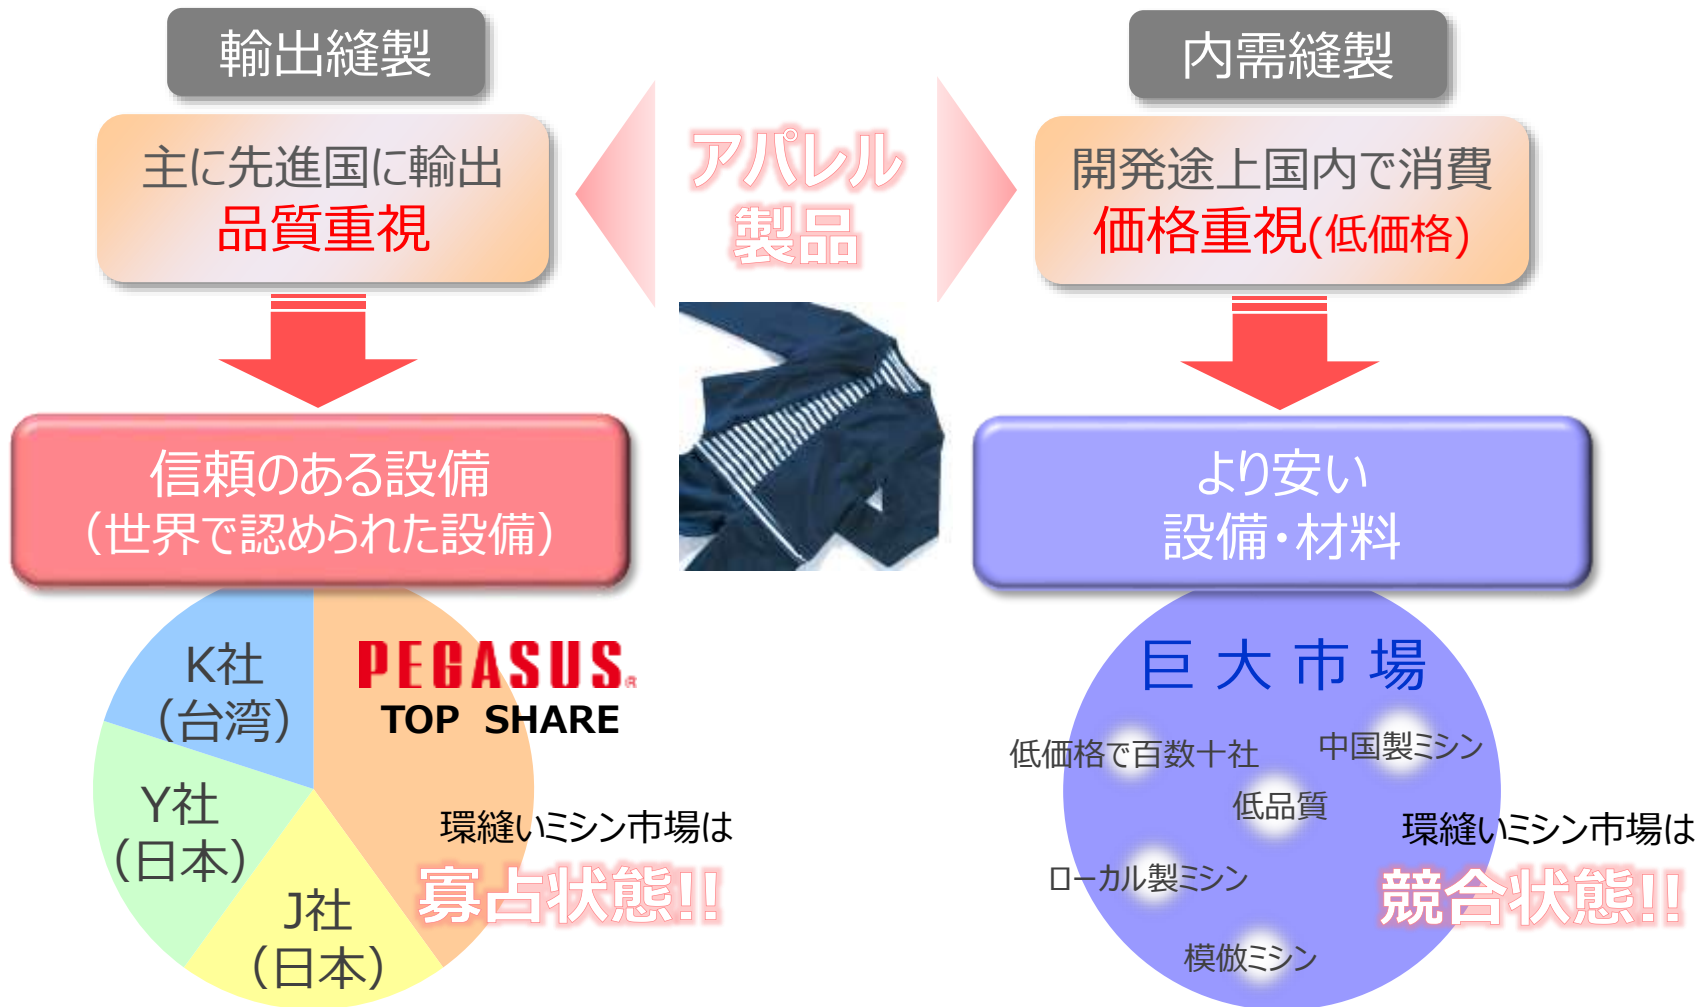 輸出縫製
主に先進国に輸出
品質重視
アパレル
製品
内需縫製
開発途上国内で消費
価格重視(低価格)
信頼のある設備
（世界で認められた設備）
より安い
設備・材料
K社
（台湾）
Y社
（日本）
J社
（日本）
PEGASUS®
TOP SHARE
環縫いミシン市場は
寡占状態!!
巨大市場
低価格で百数十社
中国製ミシン
低品質
ローカル製ミシン
模倣ミシン
環縫いミシン市場は
競合状態!!